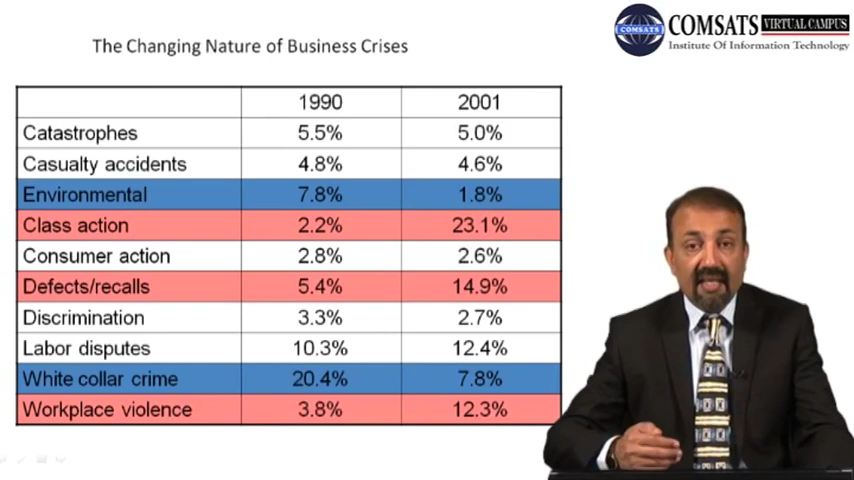 COMSATS
COMSATS VIRTUAL CAMPUS
Institute Of Information Technology
The Changing Nature of Business Crises
1990 2001
Catastrophes 5.5% 5.0%
Casualty accidents 4.8% 4.6%
Environmental 7.8% 1.8%
Class action 2.2% 23.1%
Consumer action 2.8% 2.6%
Defects/recalls 5.4% 14.9%
Discrimination 3.3% 2.7%
Labor disputes 10.3% 12.4%
White collar crime 20.4% 7.8%
Workplace violence 3.8% 12.3%